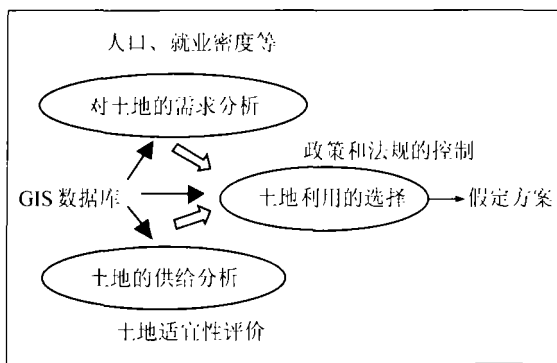 人口、就业密度等
对土地的需求分析
政策和法规的控制
GIS 数据库
土地利用的选择
假定方案
土地的供给分析
土地适宜性评价